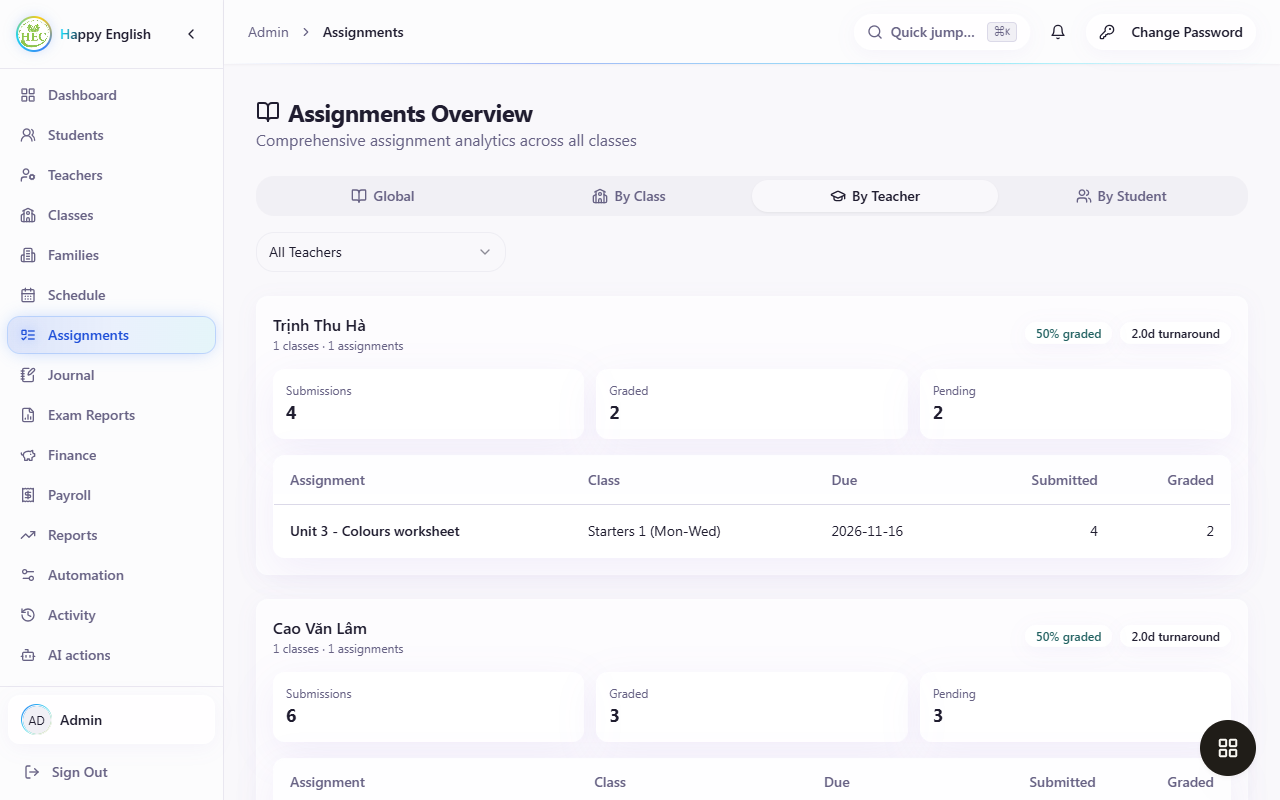 HEC
Happy English
Dashboard
Students
Teachers
Classes
Families
Schedule
Assignments
Journal
Exam Reports
Finance
Payroll
Reports
Automation
Activity
AI actions
AD
Admin
Sign Out
Admin
Assignments
Quick jump...
⌘K
Change Password
Assignments Overview
Comprehensive assignment analytics across all classes
Global
By Class
By Teacher
By Student
All Teachers
Trịnh Thu Hà
1 classes · 1 assignments
50% graded
2.0d turnaround
Submissions
4
Graded
2
Pending
2
Assignment Class Due Submitted Graded
Unit 3 - Colours worksheet Starters 1 (Mon-Wed) 2026-11-16 4 2
Cao Văn Lâm
1 classes · 1 assignments
50% graded
2.0d turnaround
Submissions
6
Graded
3
Pending
3
Assignment Class Due Submitted Graded